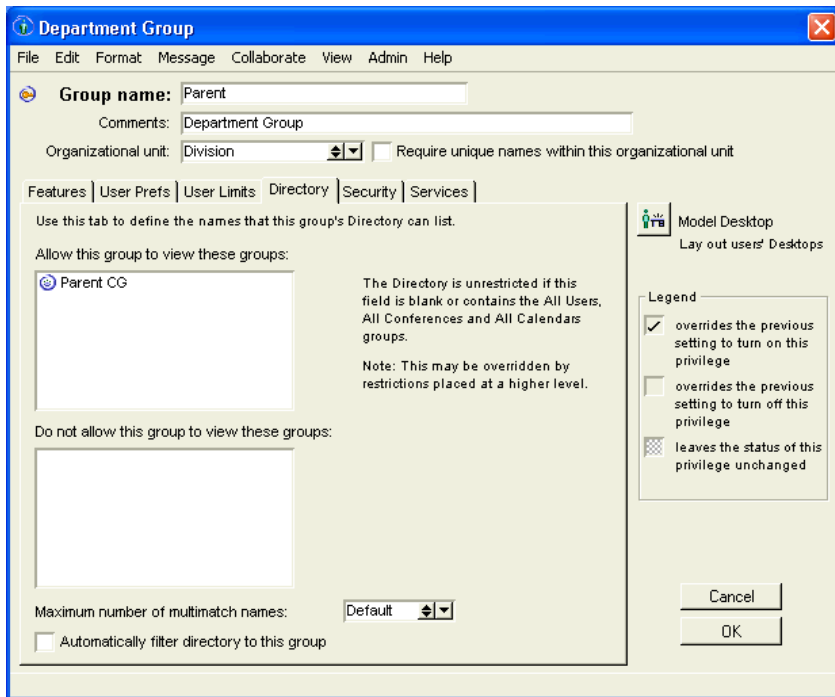 Department Group
File Edit Format Message Collaborate View Admin Help
Group name: Parent
Comments: Department Group
Organizational unit: Division Require unique names within this organizational unit
Features User Prefs User Limits Directory Security Services
Use this tab to define the names that this group's Directory can list.
Allow this group to view these groups:
Parent CG
The Directory is unrestricted if this
field is blank or contains the All Users,
All Conferences and All Calendars
groups.
Note: This may be overridden by
restrictions placed at a higher level.
Do not allow this group to view these groups:
Maximum number of multimatch names: Default
Automatically filter directory to this group
Model Desktop
Lay out users' Desktops
Legend
overrides the previous
setting to turn on this
privilege
overrides the previous
setting to turn off this
privilege
leaves the status of this
privilege unchanged
Cancel
OK